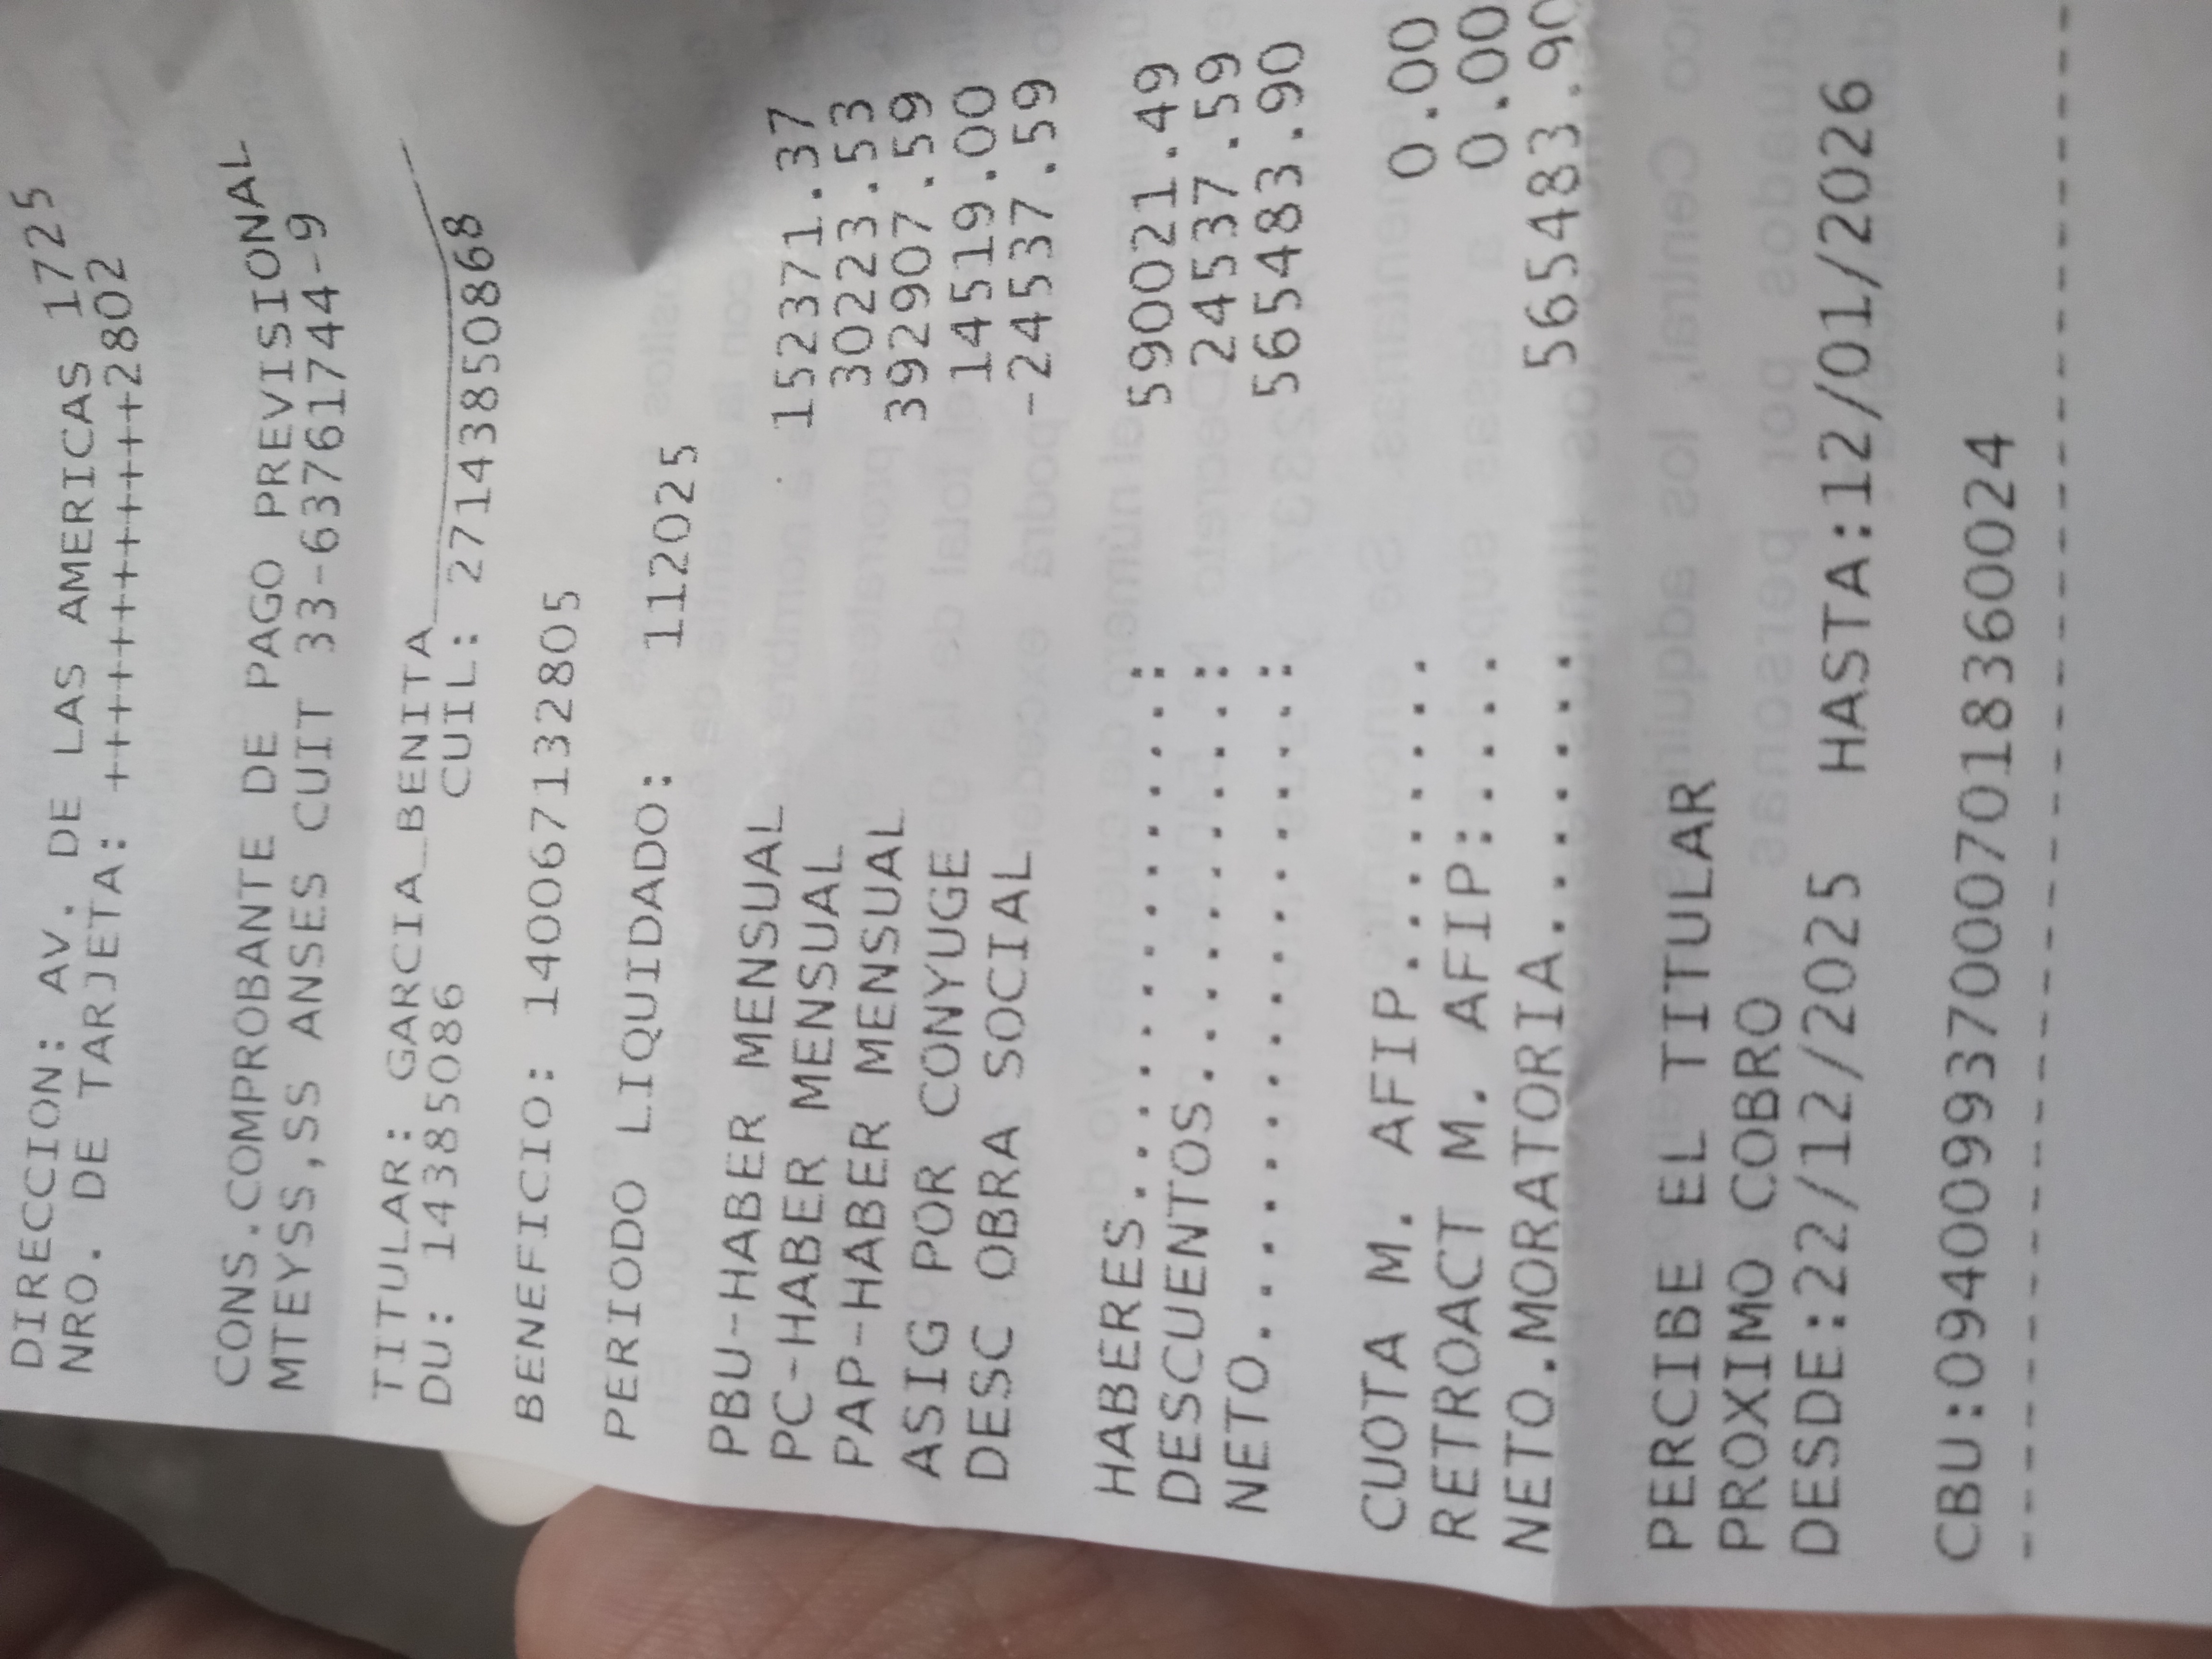 DIRECCION: AV. DE LAS AMERICAS 1725
NRO. DE TARJETA: ++++++++++++2802
CONS.COMPROBANTE DE PAGO PREVISIONAL
MTEYSS,SS ANSES CUIT 33-63761744-9
TITULAR: GARCIA BENITA
DU: 14385086 CUIL: 27143850868
BENEFICIO: 140067132805
PERIODO LIQUIDADO: 112025
PBU-HABER MENSUAL 152371.37
PC-HABER MENSUAL 30223.53
PAP-HABER MENSUAL 392907.59
ASIG POR CONYUGE 14519.00
DESC OBRA SOCIAL -24537.59
HABERES..................: 590021.49
DESCUENTOS...............: 24537.59
NETO.....................: 565483.90
CUOTA M. AFIP.......... 0.00
RETROACT M. AFIP:..... 0.00
NETO.MORATORIA........ 565483.90
PERCIBE EL TITULAR
PROXIMO COBRO
DESDE:22/12/2025 HASTA:12/01/2026
CBU:0940099370007018360024